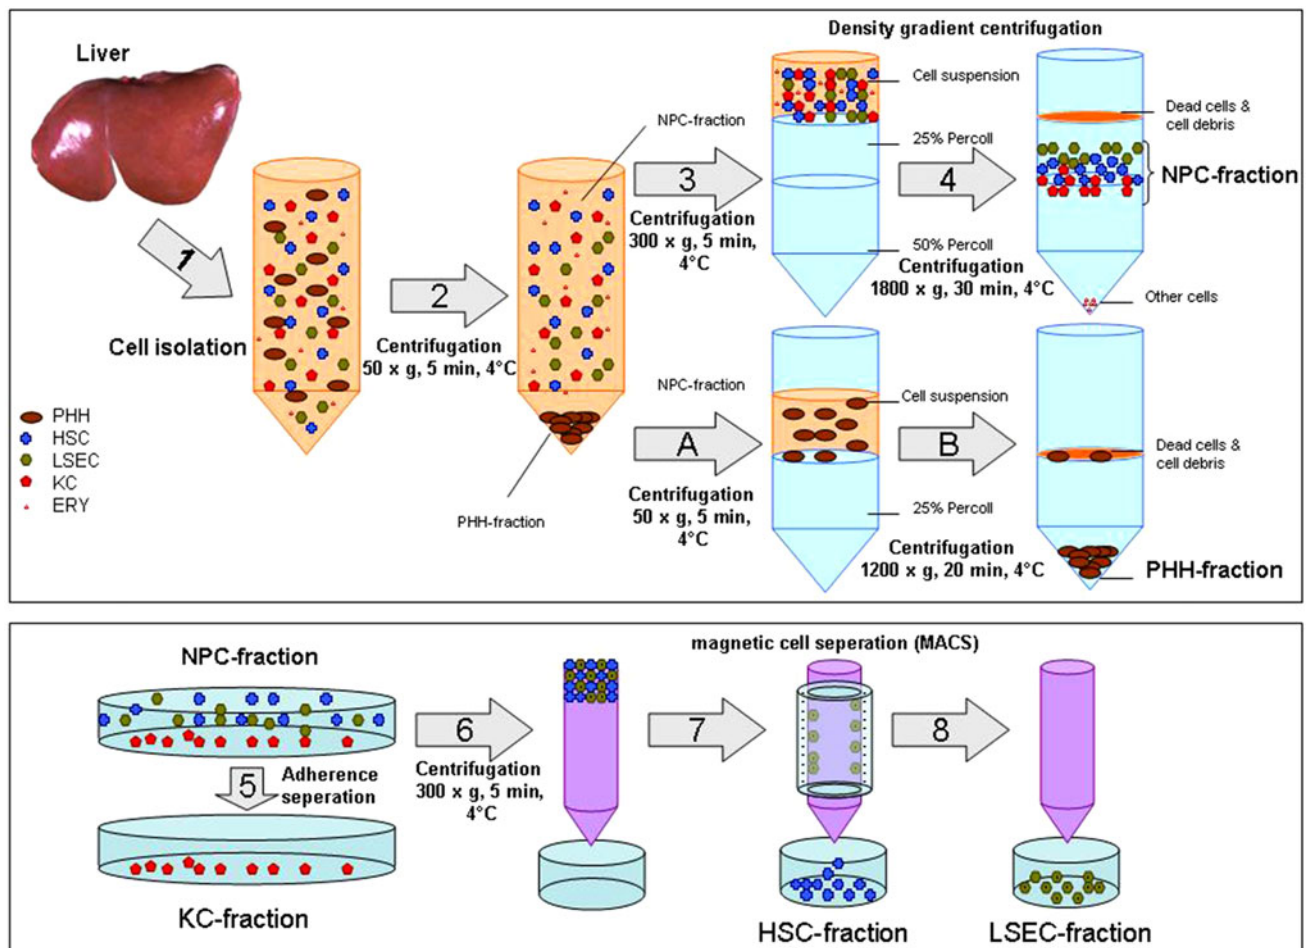 Density gradient centrifugation
Liver
1
Cell isolation
2
Centrifugation
50 x g, 5 min, 4°C
NPC-fraction
PHH-fraction
3
Centrifugation
300 x g, 5 min,
4°C
Cell suspension
25% Percoll
50% Percoll
4
Centrifugation
1800 x g, 30 min, 4°C
Dead cells &
cell debris
NPC-fraction
Other cells
NPC-fraction
A
Centrifugation
50 x g, 5 min,
4°C
Cell suspension
25% Percoll
B
Centrifugation
1200 x g, 20 min, 4°C
Dead cells &
cell debris
PHH-fraction
PHH
HSC
LSEC
KC
ERY
magnetic cell seperation (MACS)
NPC-fraction
5
Adherence
seperation
KC-fraction
6
Centrifugation
300 x g, 5 min,
4°C
7
HSC-fraction
8
LSEC-fraction